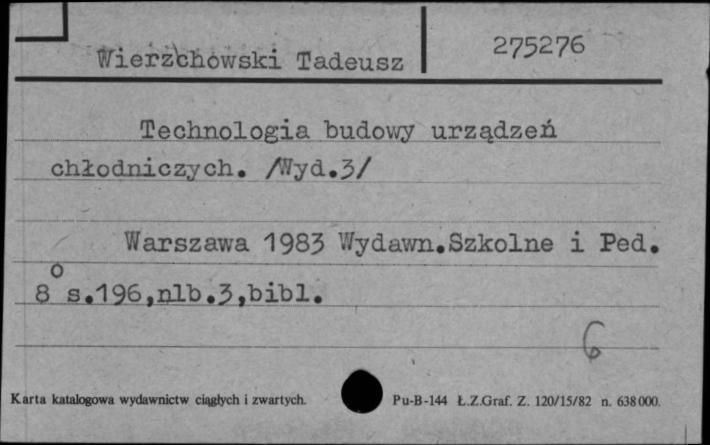 Wierzchowski Tadeusz 275276
Technologia budowy urządzeń
chłodniczych. /Wyd.3/
Warszawa 1983 Wydawn.Szkolne i Ped.
8° s.196,nlb.3,bibl.
6
Karta katalogowa wydawnictw ciągłych i zwartych. Pu-B-144 Ł.Z.Graf. Z. 120/15/82 n. 638000.